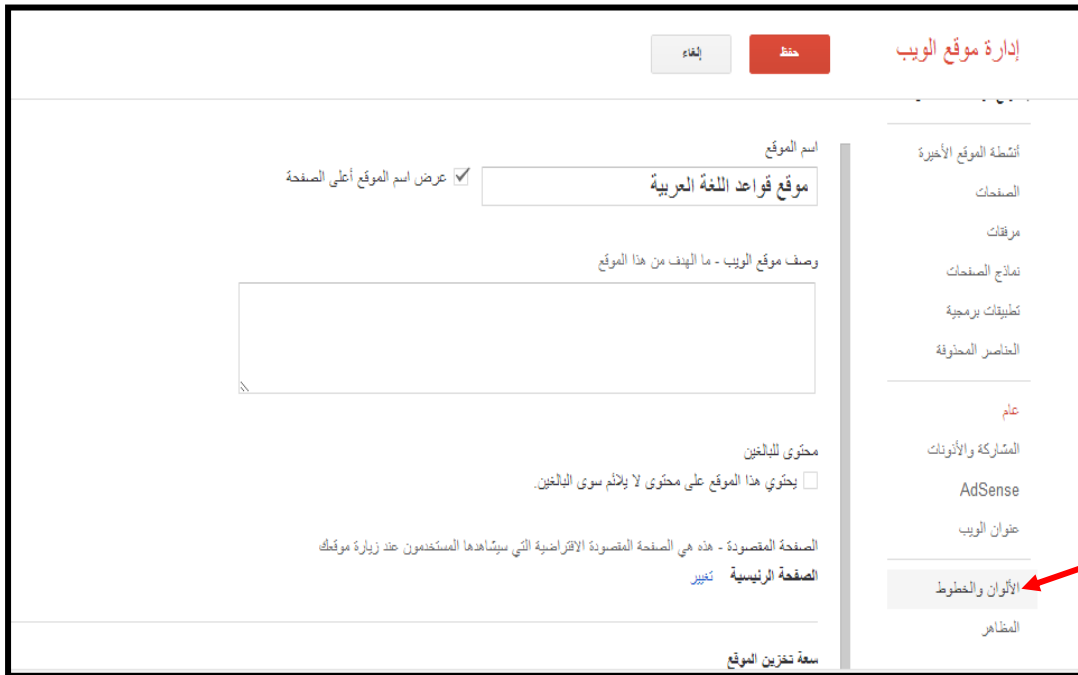 إدارة موقع الويب
حفظ
إلغاء
أنشطة الموقع الأخيرة
الصفحات
مرفقات
نماذج الصفحات
تطبيقات برمجية
العناصر المحذوفة
عام
المشاركة والأذونات
AdSense
عنوان الويب
الألوان والخطوط
المظاهر
اسم الموقع
موقع قواعد اللغة العربية
عرض اسم الموقع أعلى الصفحة
وصف موقع الويب - ما الهدف من هذا الموقع
محتوى للبالغين
يحتوي هذا الموقع على محتوى لا يلائم سوى البالغين.
الصفحة المقصودة - هذه هي الصفحة المقصودة الافتراضية التي سيشاهدها المستخدمون عند زيارة موقعك
الصفحة الرئيسية تغيير
سعة تخزين الموقع